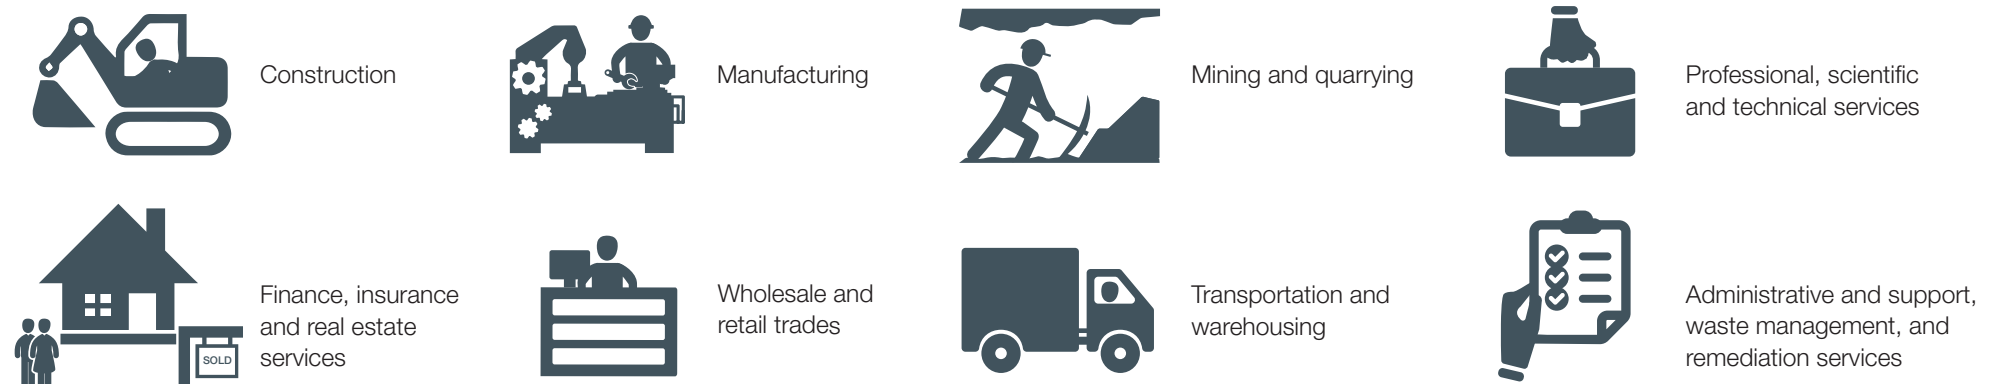 Construction
Manufacturing
Mining and quarrying
Professional, scientific
and technical services
Finance, insurance
and real estate
services
SOLD
Wholesale and
retail trades
Transportation and
warehousing
Administrative and support,
waste management, and
remediation services